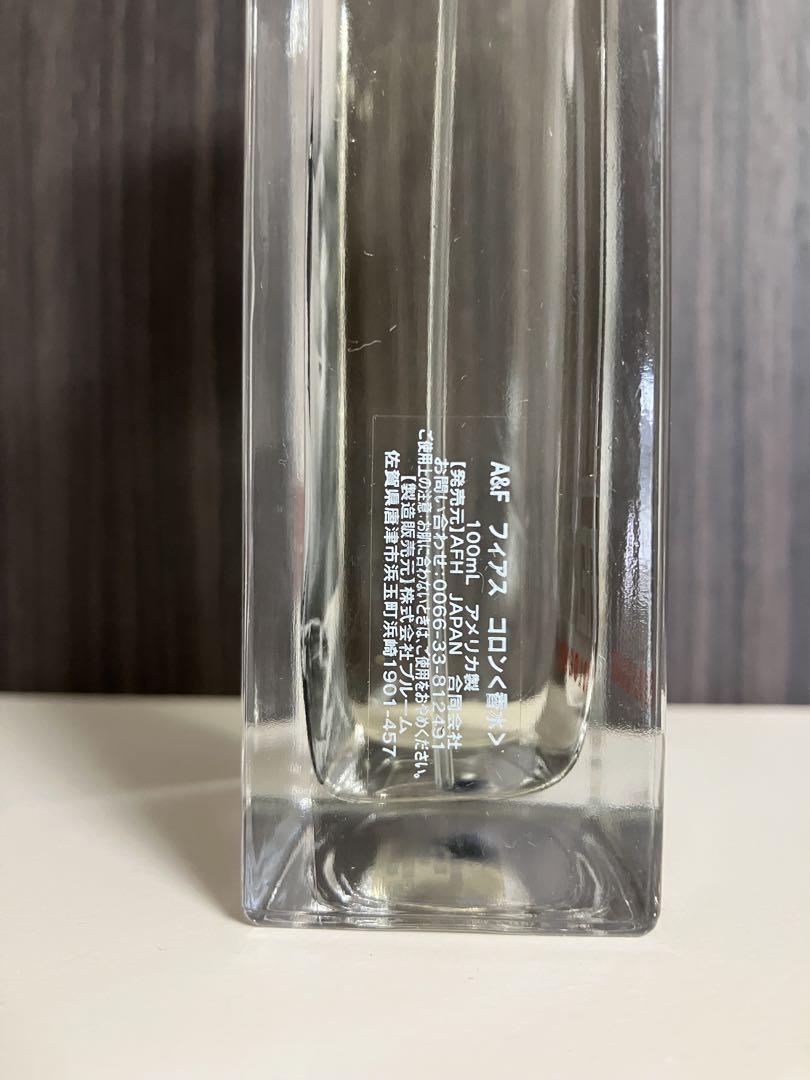 A&F フィアス コロン<香水>
100mL アメリカ製
【発売元】AFH JAPAN 合同会社
お問い合わせ:0066-33-812491
ご使用上の注意:お肌に合わないときは、ご使用をおやめください。
【製造販売元】株式会社ブルーム
佐賀県唐津市浜玉町浜崎1901-457